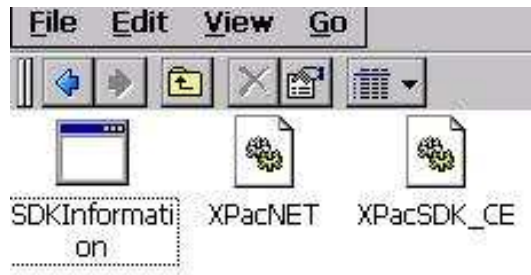 File Edit View Go
SDKInformati
on
XPacNET
XPacSDK_CE